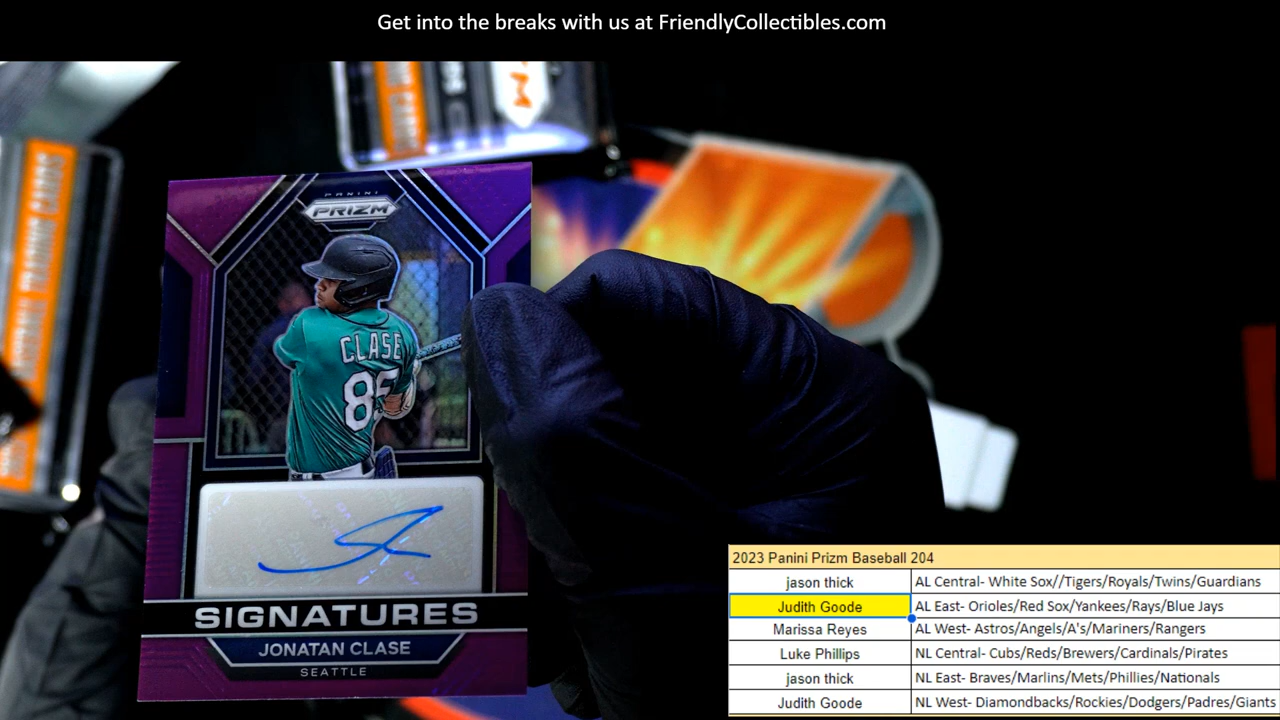 Get into the breaks with us at FriendlyCollectibles.com
BASEBALL TRADING CARDS
PANINI
PRIZM
CLASE
85
SIGNATURES
JONATAN CLASE
SEATTLE
2023 Panini Prizm Baseball 204
jason thick AL Central- White Sox//Tigers/Royals/Twins/Guardians
Judith Goode AL East- Orioles/Red Sox/Yankees/Rays/Blue Jays
Marissa Reyes AL West- Astros/Angels/A's/Mariners/Rangers
Luke Phillips NL Central- Cubs/Reds/Brewers/Cardinals/Pirates
jason thick NL East- Braves/Marlins/Mets/Phillies/Nationals
Judith Goode NL West- Diamondbacks/Rockies/Dodgers/Padres/Giants